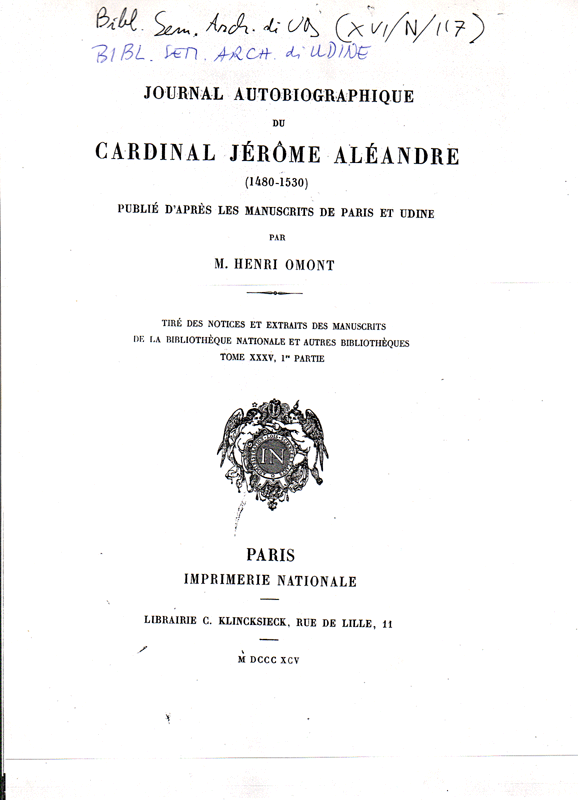 Bibl. Sem. Arch. di UD (XVI/N/117)
BIBL. SEM. ARCH. di UDINE
JOURNAL AUTOBIOGRAPHIQUE
DU
CARDINAL JÉRÔME ALÉANDRE
(1480-1530)
PUBLIÉ D'APRÈS LES MANUSCRITS DE PARIS ET UDINE
PAR
M. HENRI OMONT
TIRÉ DES NOTICES ET EXTRAITS DES MANUSCRITS
DE LA BIBLIOTHÈQUE NATIONALE ET AUTRES BIBLIOTHÈQUES
TOME XXXV, 1re PARTIE
IN
PARIS
IMPRIMERIE NATIONALE
LIBRAIRIE C. KLINCKSIECK, RUE DE LILLE, 11
M DCCC XCV